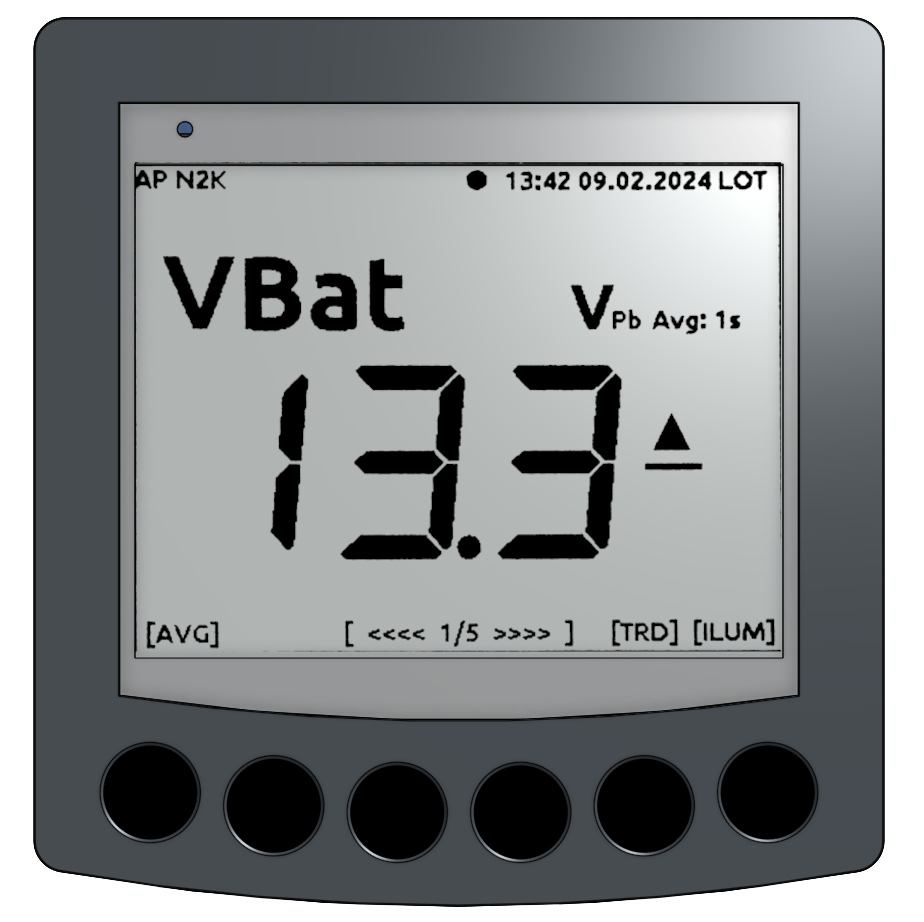 AP N2K ● 13:42 09.02.2024 LOT
VBat VPb Avg: 1s
13.3
[AVG] [ <<<< 1/5 >>>> ] [TRD] [ILUM]